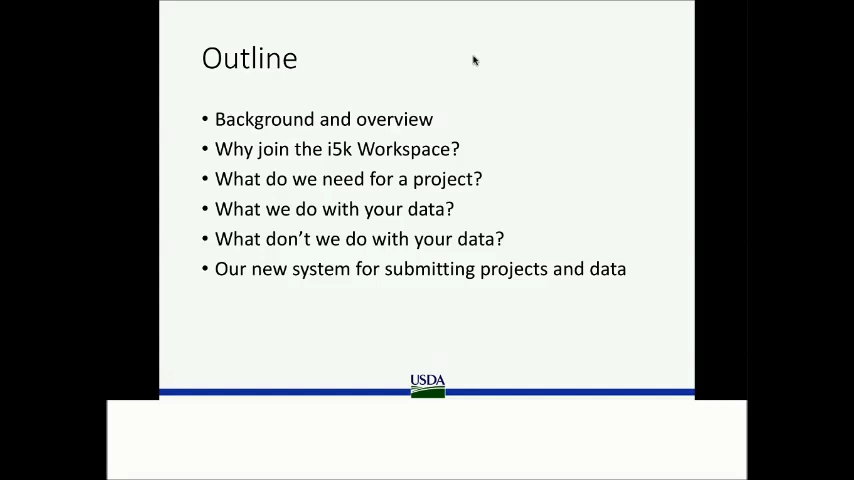 Outline
• Background and overview
• Why join the i5k Workspace?
• What do we need for a project?
• What we do with your data?
• What don't we do with your data?
• Our new system for submitting projects and data
USDA